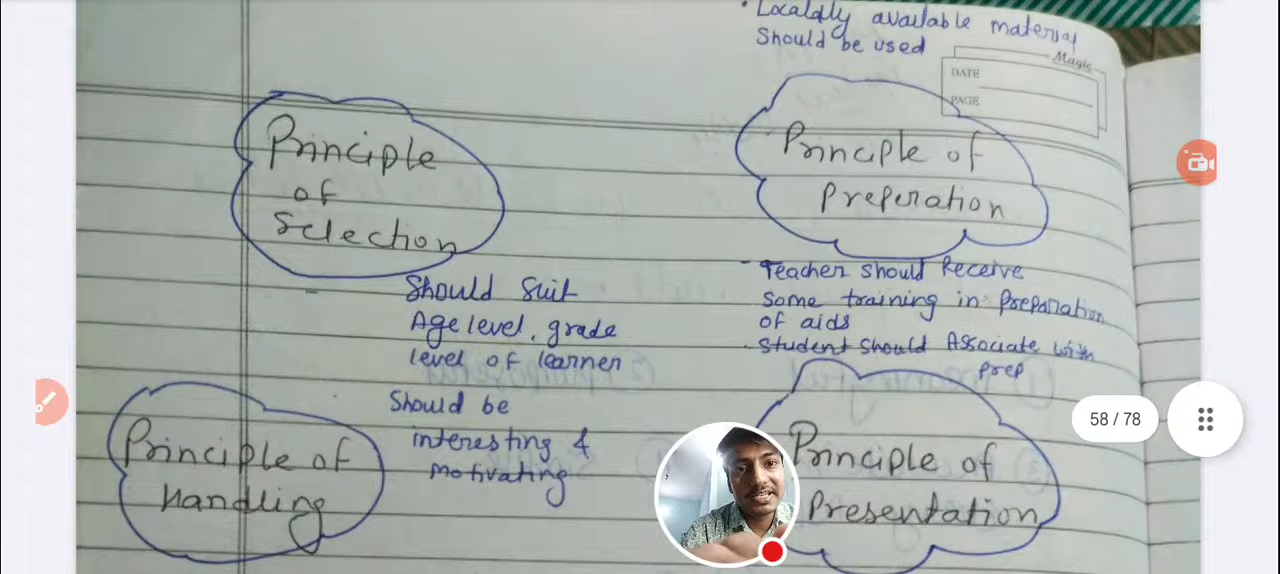 • Localdly available material
Should be used
Magic
DATE
PAGE
Principle
of
Selection
Principle of
Preperation
Should Suit
Age level, grade
level of learner
- Teacher should Receive
Some training in Preparation
of aids
. Student should Associate with
prep
Should be
interesting &
Motivating
Principle of
Handling
Principle of
Presentation
58 / 78